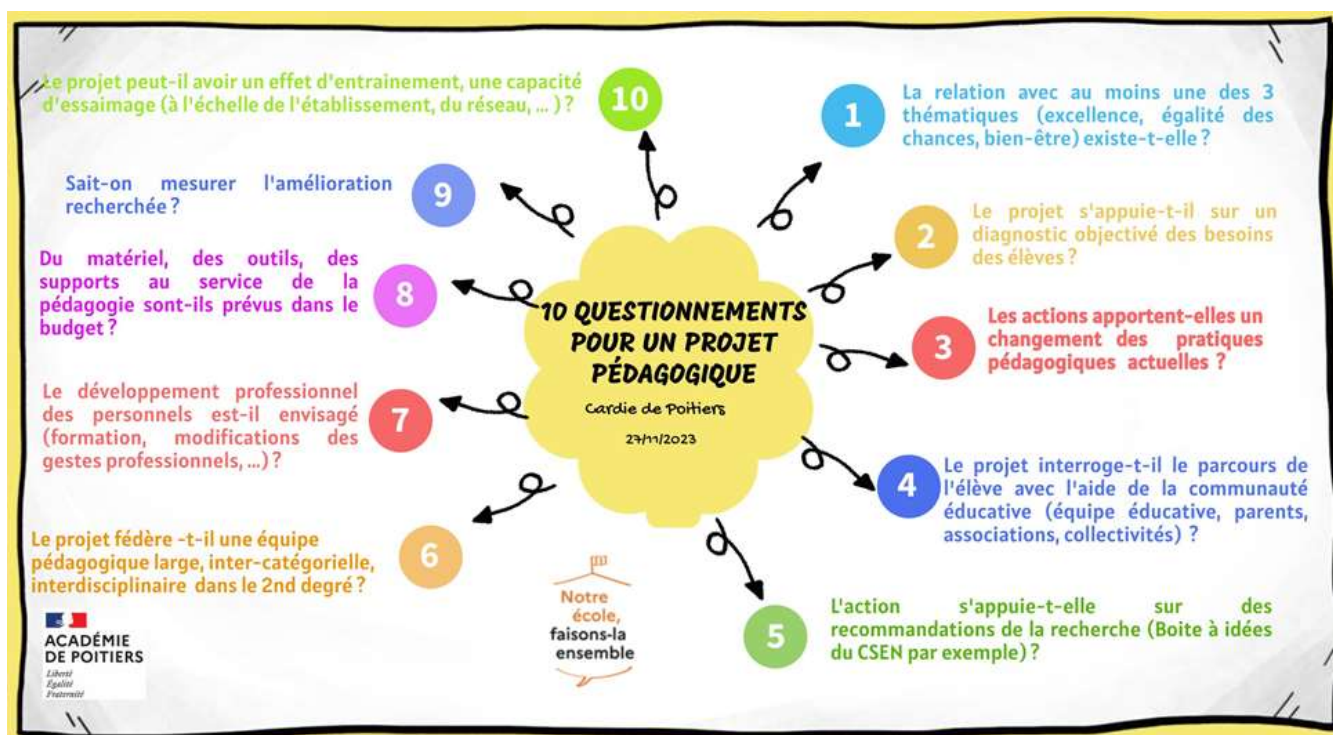 10 QUESTIONNEMENTS
POUR UN PROJET
PÉDAGOGIQUE
Cardie de Poitiers
27/11/2023
1
La relation avec au moins une des 3
thématiques (excellence, égalité des
chances, bien-être) existe-t-elle ?
2
Le projet s'appuie-t-il sur un
diagnostic objectivé des besoins
des élèves ?
3
Les actions apportent-elles un
changement des pratiques
pédagogiques actuelles ?
4
Le projet interroge-t-il le parcours de
l'élève avec l'aide de la communauté
éducative (équipe éducative, parents,
associations, collectivités) ?
5
L'action s'appuie-t-elle sur des
recommandations de la recherche (Boite à idées
du CSEN par exemple) ?
6
Le projet fédère -t-il une équipe
pédagogique large, inter-catégorielle,
interdisciplinaire dans le 2nd degré ?
7
Le développement professionnel
des personnels est-il envisagé
(formation, modifications des
gestes professionnels, ...) ?
8
Du matériel, des outils, des
supports au service de la
pédagogie sont-ils prévus dans le
budget ?
9
Sait-on mesurer l'amélioration
recherchée ?
10
Le projet peut-il avoir un effet d'entrainement, une capacité
d'essaimage (à l'échelle de l'établissement, du réseau, ... ) ?
Notre
école,
faisons-la
ensemble
ACADÉMIE
DE POITIERS
Liberté
Égalité
Fraternité